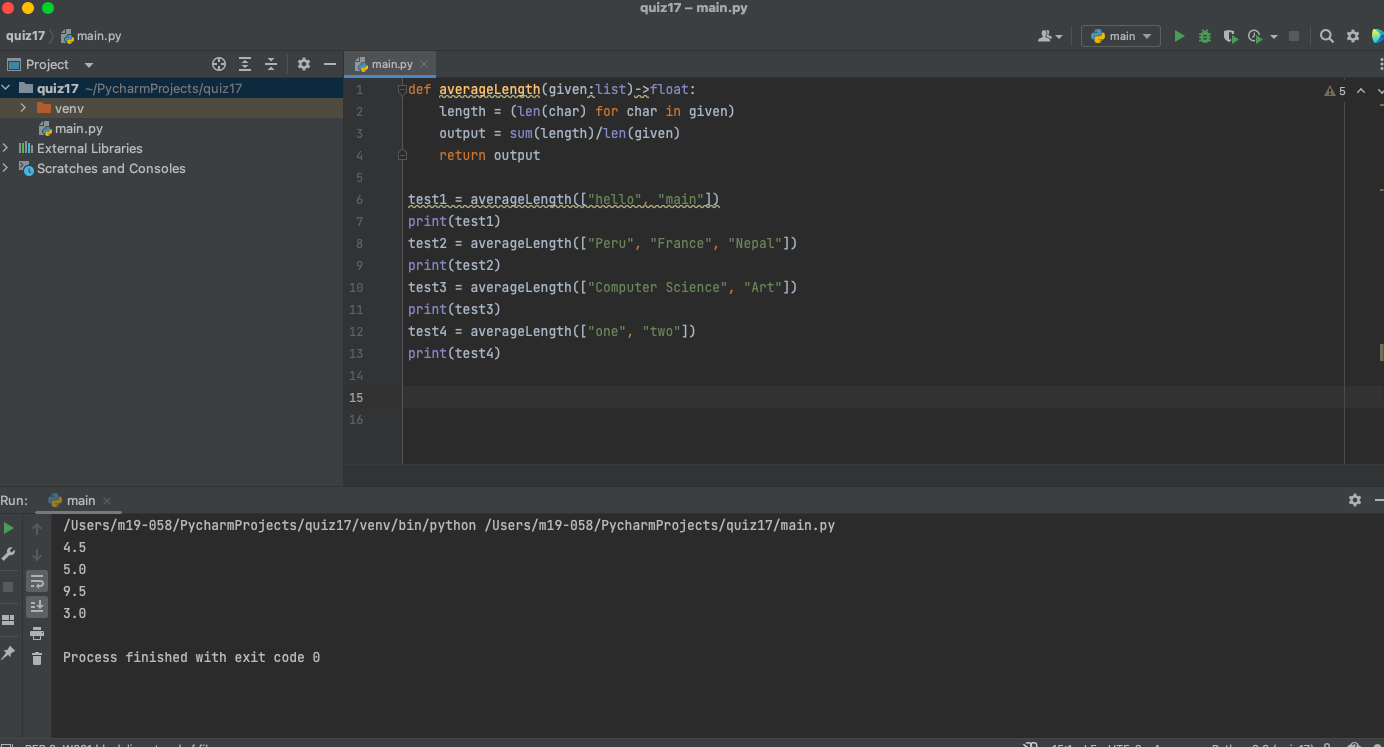 quiz17 – main.py
quiz17 main.py
main
Project
main.py
quiz17 ~/PycharmProjects/quiz17
venv
main.py
External Libraries
Scratches and Consoles
5
1 def averageLength(given:list)->float:
2 length = (len(char) for char in given)
3 output = sum(length)/len(given)
4 return output
5
6 test1 = averageLength(["hello", "main"])
7 print(test1)
8 test2 = averageLength(["Peru", "France", "Nepal"])
9 print(test2)
10 test3 = averageLength(["Computer Science", "Art"])
11 print(test3)
12 test4 = averageLength(["one", "two"])
13 print(test4)
14
15
16
Run: main
/Users/m19-058/PycharmProjects/quiz17/venv/bin/python /Users/m19-058/PycharmProjects/quiz17/main.py
4.5
5.0
9.5
3.0
Process finished with exit code 0